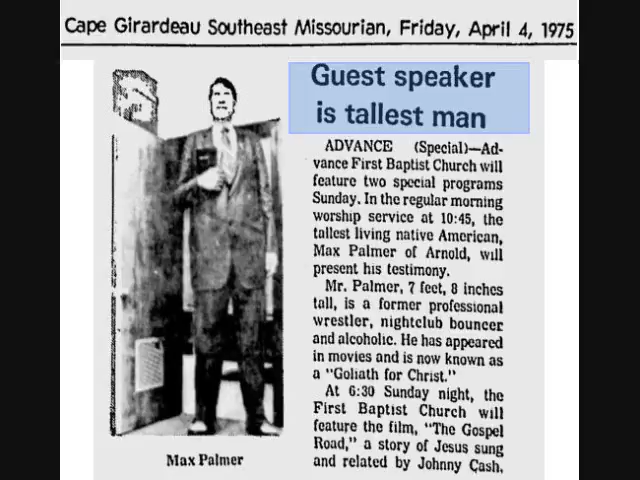 Cape Girardeau Southeast Missourian, Friday, April 4, 1975
Guest speaker
is tallest man
ADVANCE (Special)—Ad-
vance First Baptist Church will
feature two special programs
Sunday. In the regular morning
worship service at 10:45, the
tallest living native American,
Max Palmer of Arnold, will
present his testimony.
Mr. Palmer, 7 feet, 8 inches
tall, is a former professional
wrestler, nightclub bouncer
and alcoholic. He has appeared
in movies and is now known as
a "Goliath for Christ."
At 6:30 Sunday night, the
First Baptist Church will
feature the film, "The Gospel
Road," a story of Jesus sung
and related by Johnny Cash.
Max Palmer